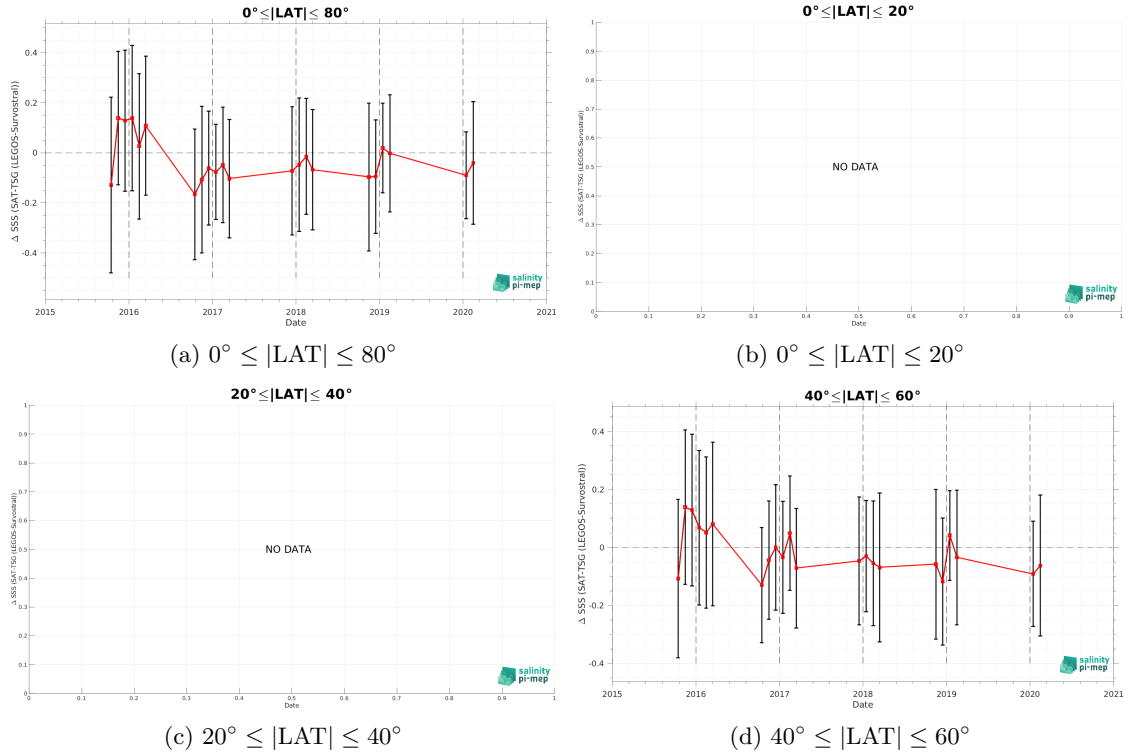 0°≤|LAT|≤ 80°
Δ SSS (SAT-TSG (LEGOS-Survostral))
0.4
0.2
0
-0.2
-0.4
salinity
pi-mep
2015 2016 2017 2018 2019 2020 2021
Date
(a) 0° ≤ |LAT| ≤ 80°
0°≤|LAT|≤ 20°
Δ SSS (SAT-TSG (LEGOS-Survostral))
1
0.9
0.8
0.7
0.6
0.5
0.4
0.3
0.2
0.1
0
NO DATA
salinity
pi-mep
0 0.1 0.2 0.3 0.4 0.5 0.6 0.7 0.8 0.9 1
Date
(b) 0° ≤ |LAT| ≤ 20°
20°≤|LAT|≤ 40°
Δ SSS (SAT-TSG (LEGOS-Survostral))
1
0.9
0.8
0.7
0.6
0.5
0.4
0.3
0.2
0.1
0
NO DATA
salinity
pi-mep
0 0.1 0.2 0.3 0.4 0.5 0.6 0.7 0.8 0.9 1
Date
(c) 20° ≤ |LAT| ≤ 40°
40°≤|LAT|≤ 60°
Δ SSS (SAT-TSG (LEGOS-Survostral))
0.4
0.2
0
-0.2
-0.4
salinity
pi-mep
2015 2016 2017 2018 2019 2020 2021
Date
(d) 40° ≤ |LAT| ≤ 60°